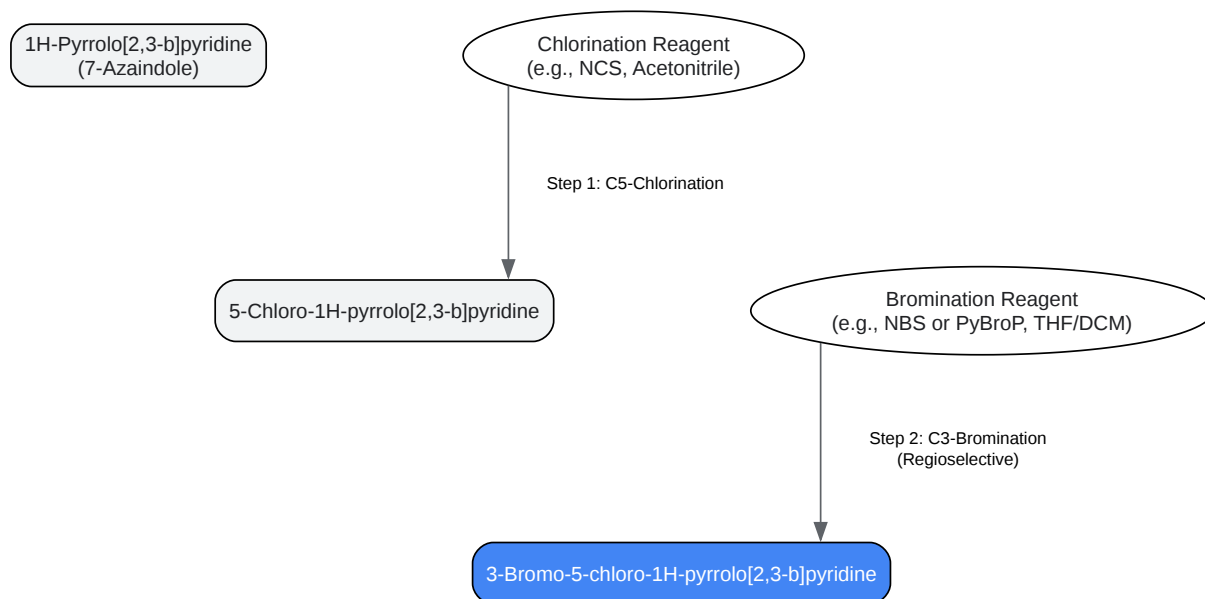 1H-Pyrrolo[2,3-b]pyridine
(7-Azaindole)
Chlorination Reagent
(e.g., NCS, Acetonitrile)
Step 1: C5-Chlorination
5-Chloro-1H-pyrrolo[2,3-b]pyridine
Bromination Reagent
(e.g., NBS or PyBroP, THF/DCM)
Step 2: C3-Bromination
(Regioselective)
3-Bromo-5-chloro-1H-pyrrolo[2,3-b]pyridine